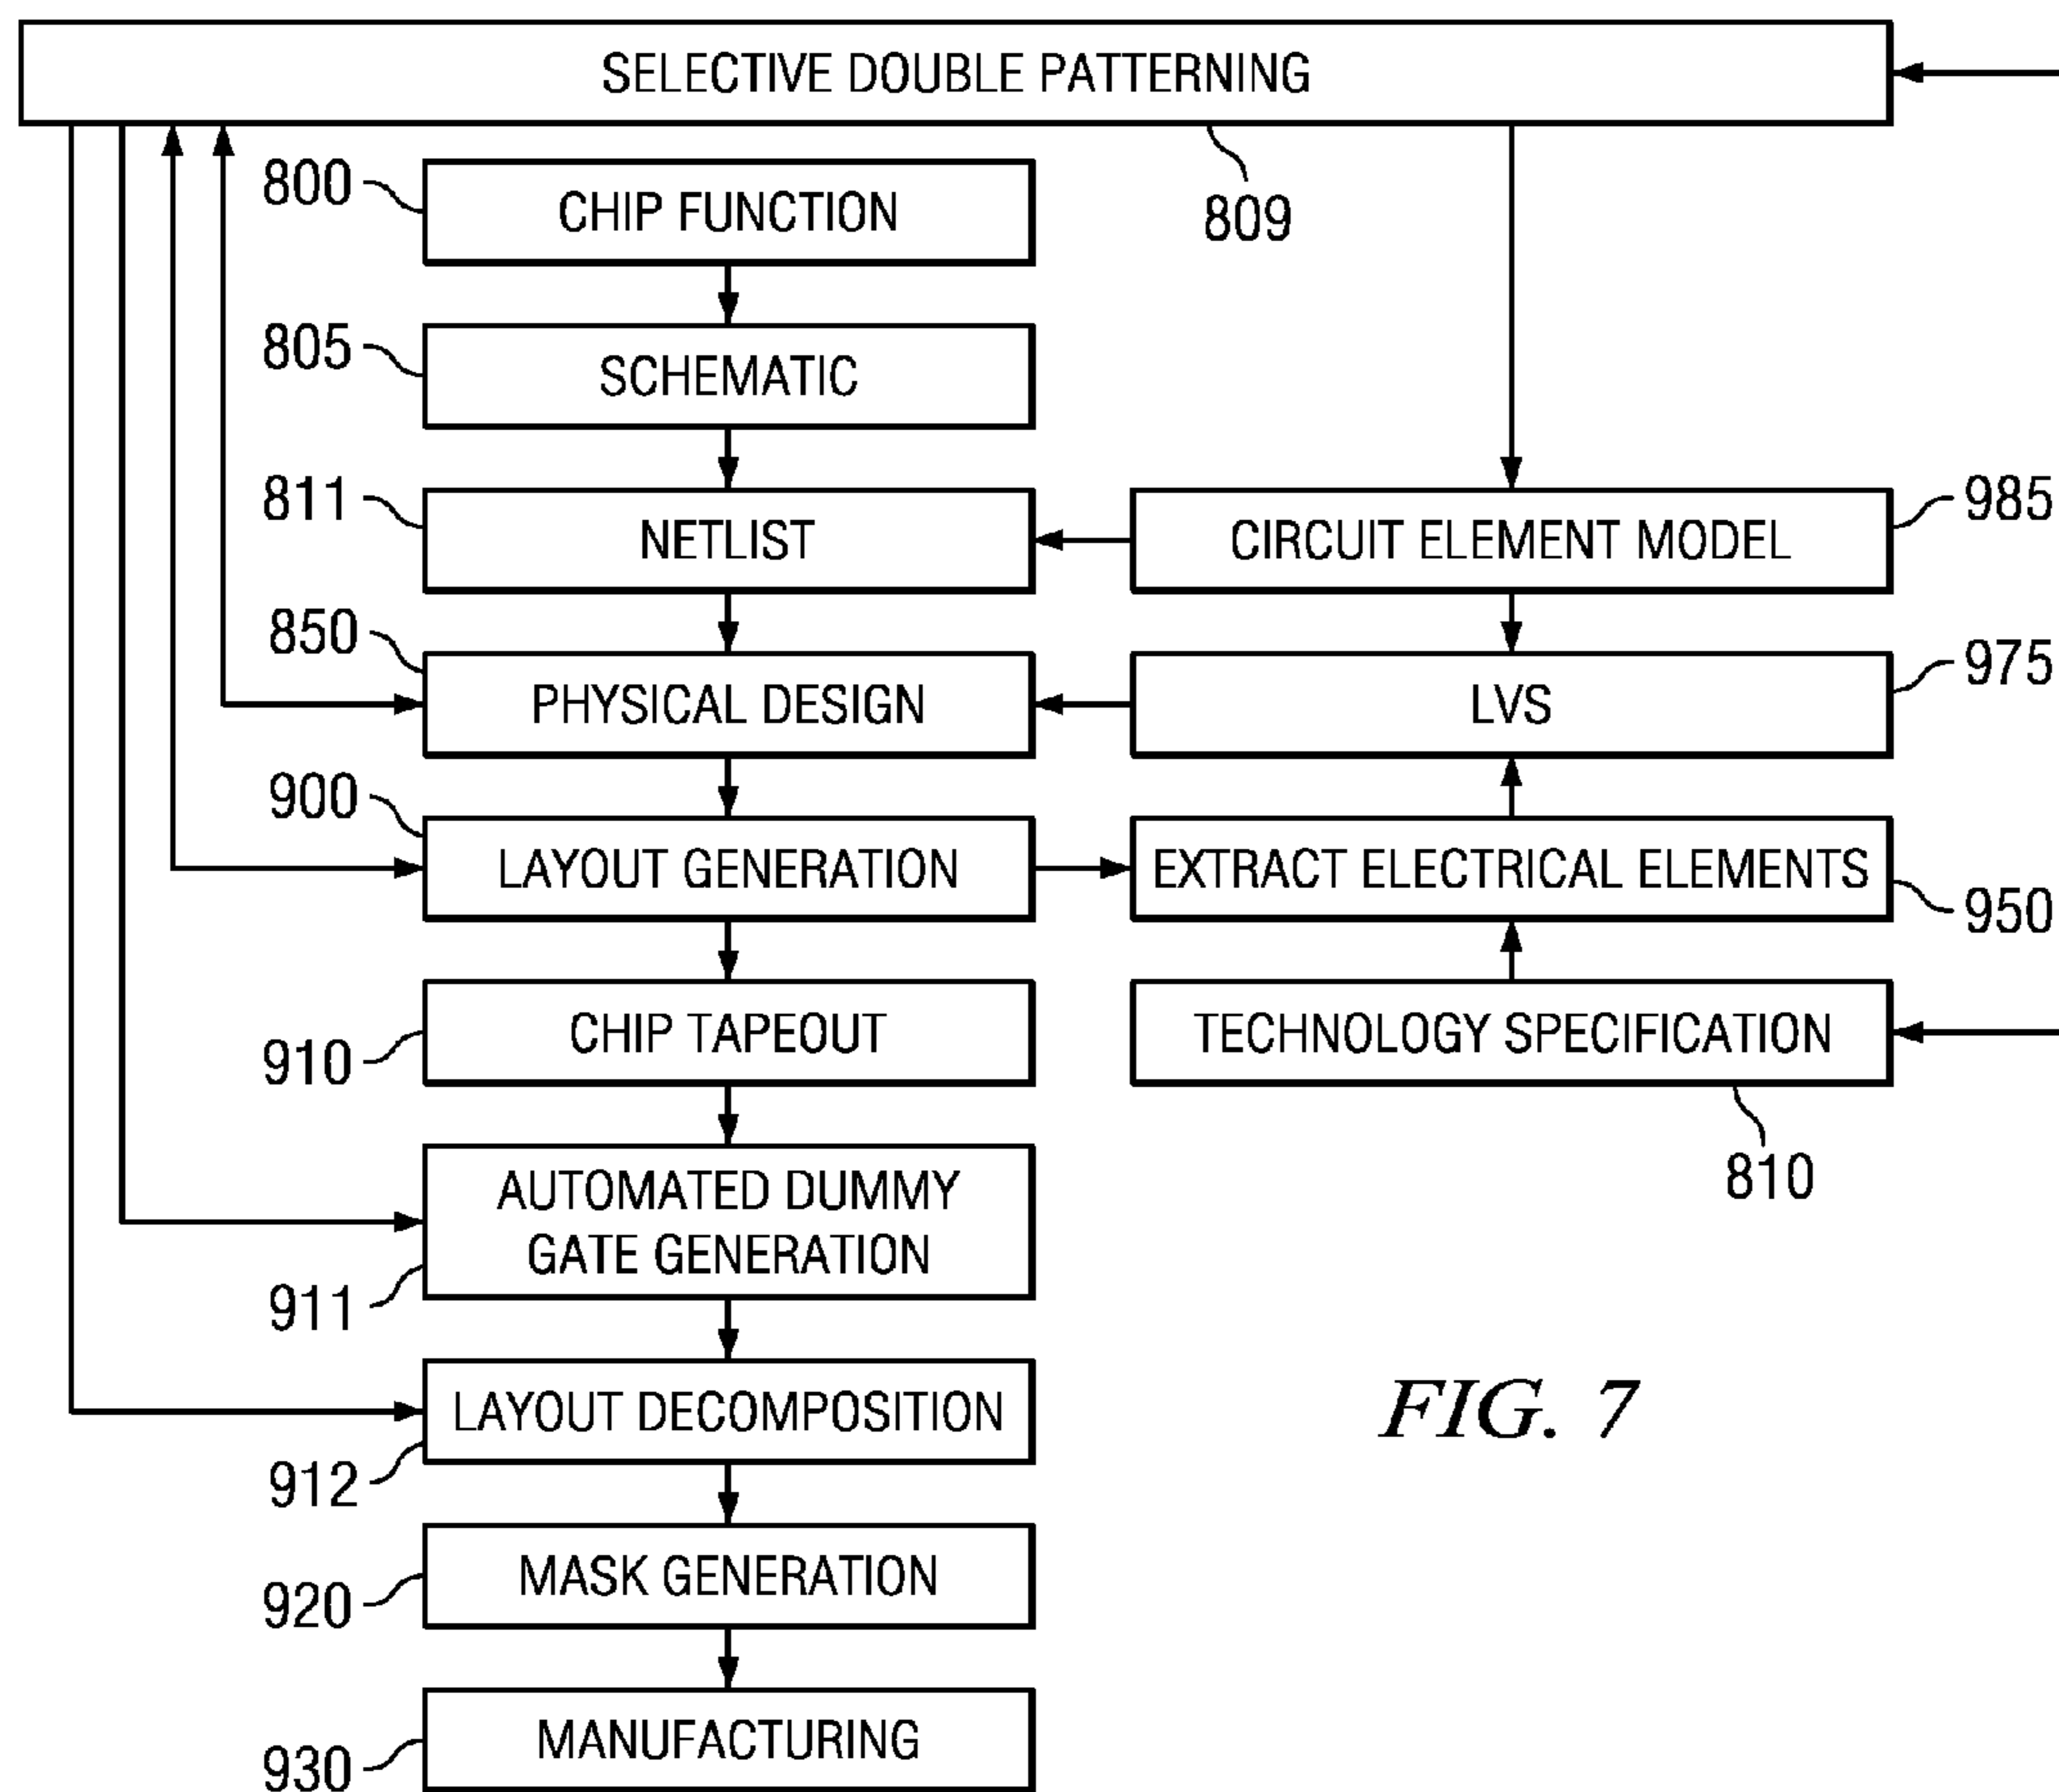 SELECTIVE DOUBLE PATTERNING
809
800
CHIP FUNCTION
805
SCHEMATIC
811
NETLIST
CIRCUIT ELEMENT MODEL
985
850
PHYSICAL DESIGN
LVS
975
900
LAYOUT GENERATION
EXTRACT ELECTRICAL ELEMENTS
950
910
CHIP TAPEOUT
TECHNOLOGY SPECIFICATION
810
AUTOMATED DUMMY
GATE GENERATION
911
LAYOUT DECOMPOSITION
912
FIG. 7
MASK GENERATION
920
MANUFACTURING
930